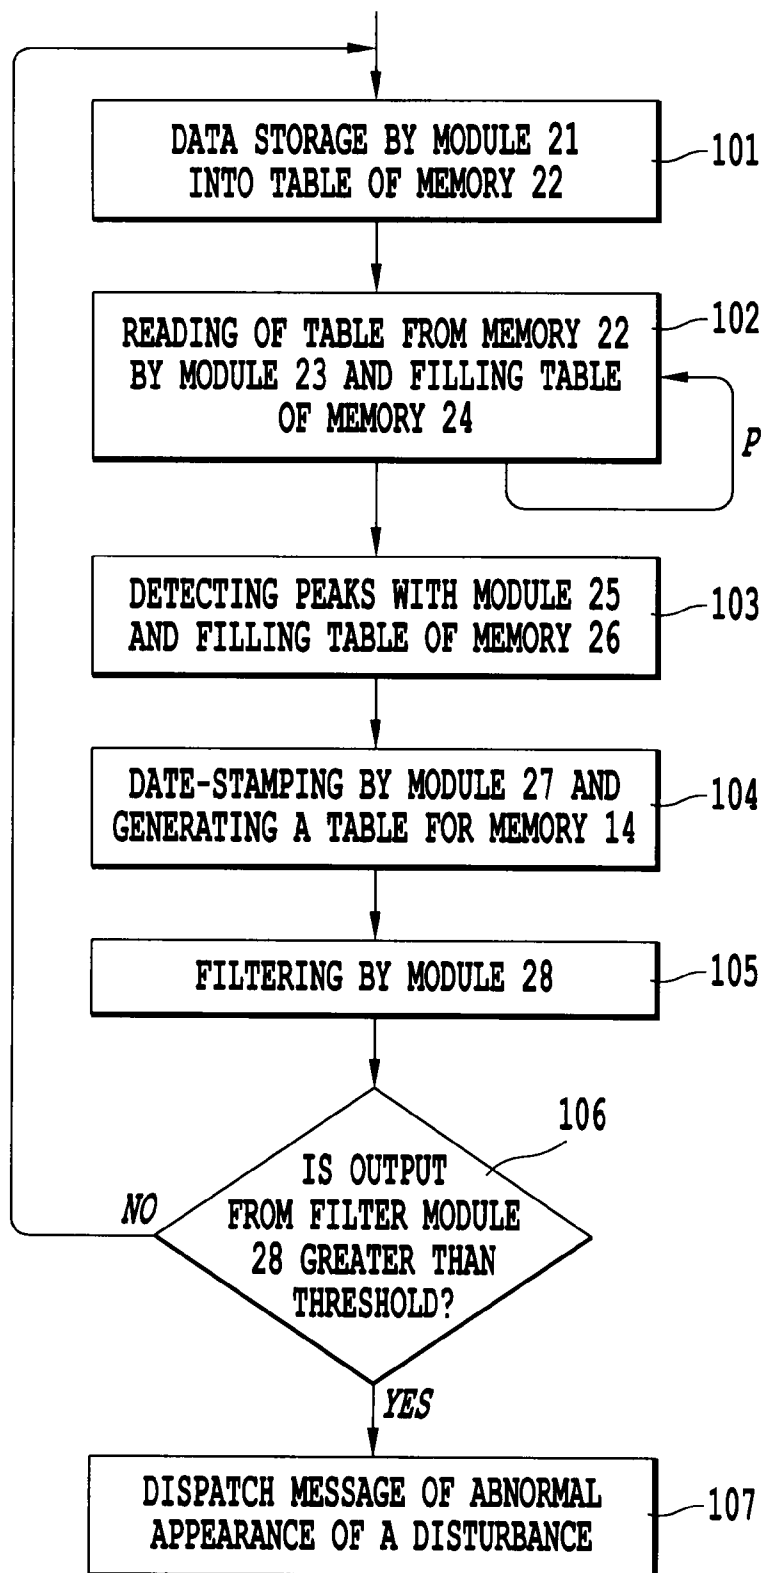 DATA STORAGE BY MODULE 21
INTO TABLE OF MEMORY 22
101
READING OF TABLE FROM MEMORY 22
BY MODULE 23 AND FILLING TABLE
OF MEMORY 24
102
P
DETECTING PEAKS WITH MODULE 25
AND FILLING TABLE OF MEMORY 26
103
DATE-STAMPING BY MODULE 27 AND
GENERATING A TABLE FOR MEMORY 14
104
FILTERING BY MODULE 28
105
106
IS OUTPUT
FROM FILTER MODULE
28 GREATER THAN
THRESHOLD?
NO
YES
DISPATCH MESSAGE OF ABNORMAL
APPEARANCE OF A DISTURBANCE
107